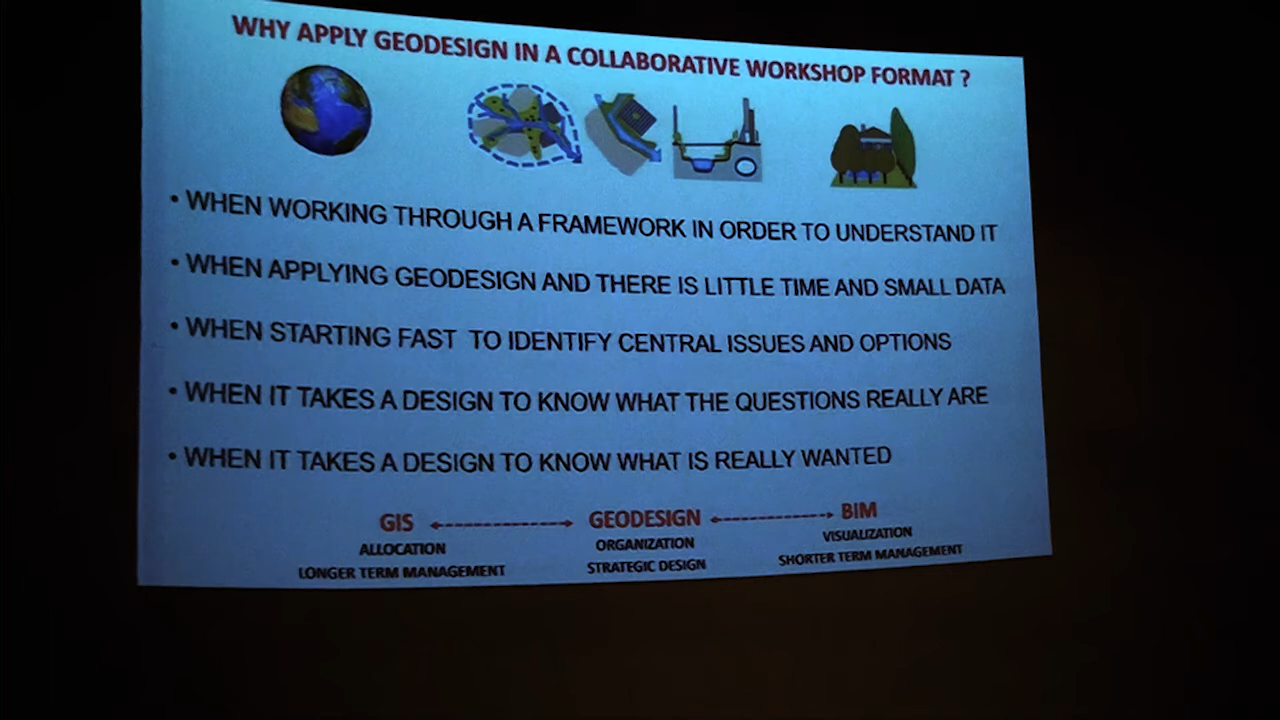 WHY APPLY GEODESIGN IN A COLLABORATIVE WORKSHOP FORMAT ?
• WHEN WORKING THROUGH A FRAMEWORK IN ORDER TO UNDERSTAND IT
• WHEN APPLYING GEODESIGN AND THERE IS LITTLE TIME AND SMALL DATA
• WHEN STARTING FAST TO IDENTIFY CENTRAL ISSUES AND OPTIONS
• WHEN IT TAKES A DESIGN TO KNOW WHAT THE QUESTIONS REALLY ARE
• WHEN IT TAKES A DESIGN TO KNOW WHAT IS REALLY WANTED
GIS GEODESIGN BIM
ALLOCATION ORGANIZATION VISUALIZATION
LONGER TERM MANAGEMENT STRATEGIC DESIGN SHORTER TERM MANAGEMENT